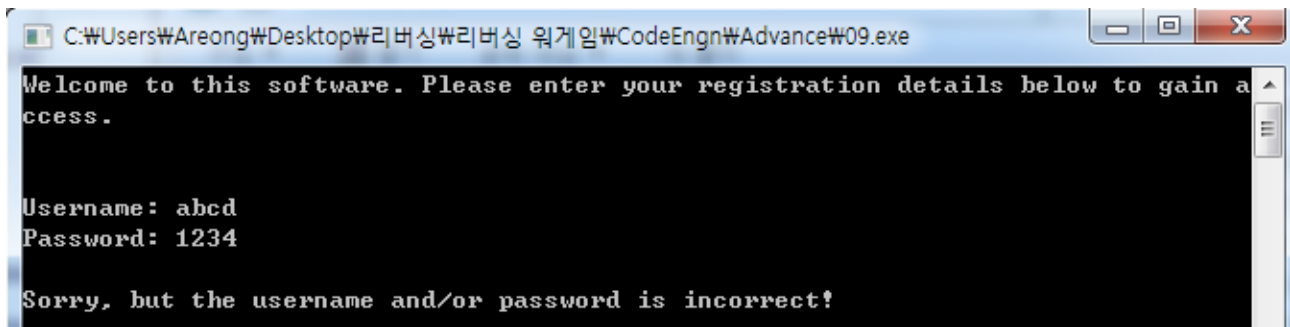 C:₩Users₩Areong₩Desktop₩리버싱₩리버싱 워게임₩CodeEngn₩Advance₩09.exe
Welcome to this software. Please enter your registration details below to gain a
ccess.
Username: abcd
Password: 1234
Sorry, but the username and/or password is incorrect!